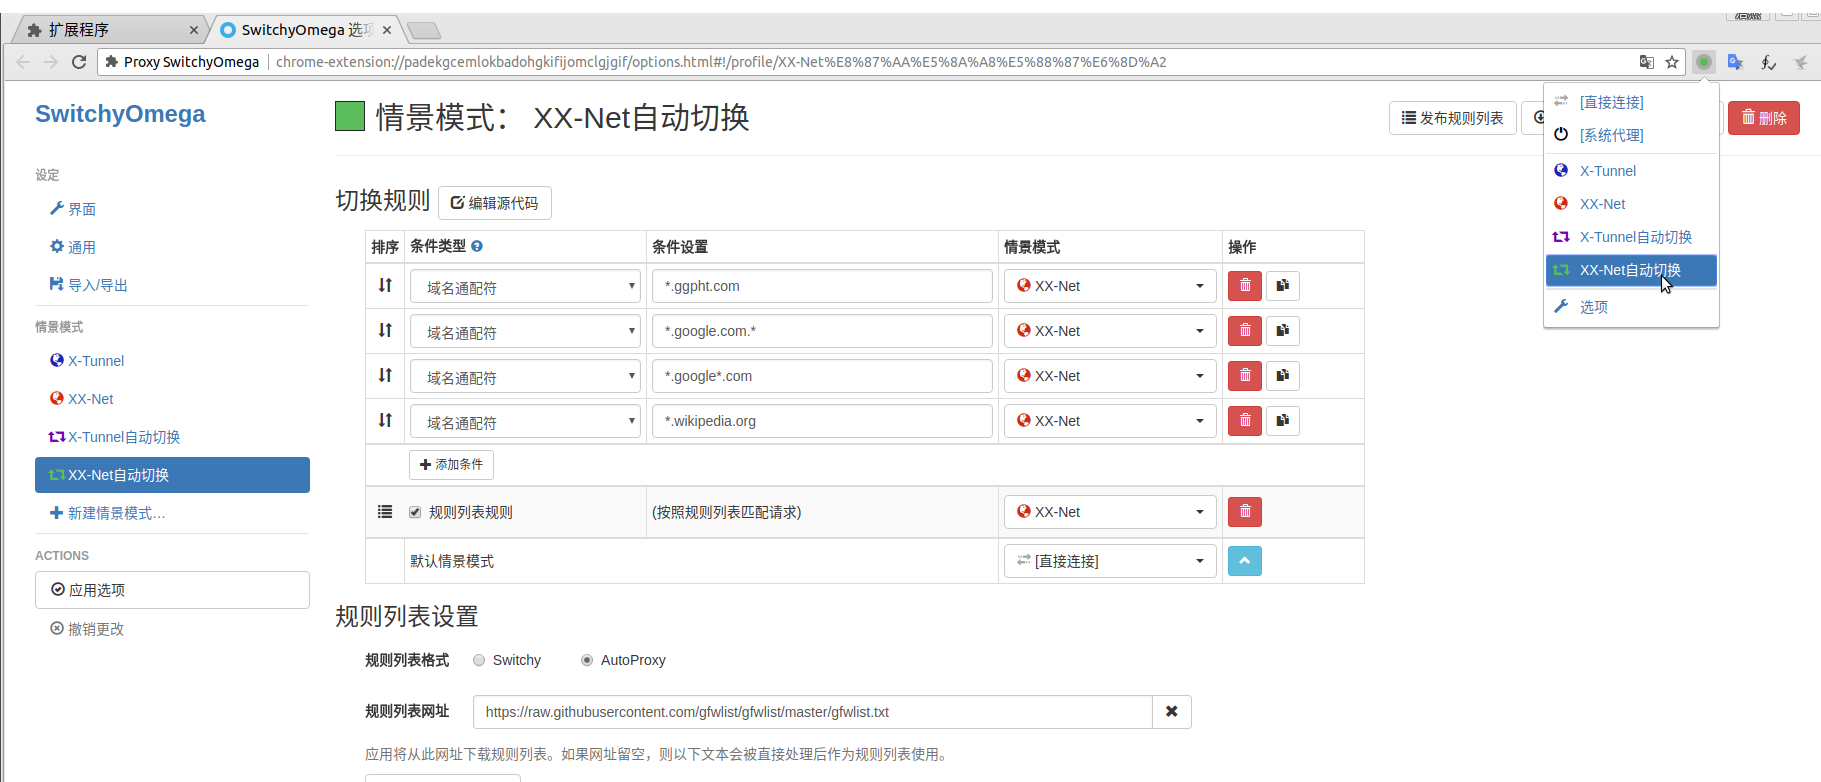 扩展程序
SwitchyOmega 选项
Proxy SwitchyOmega
chrome-extension://padekgcemlokbadohgkifijomclgjgif/options.html#!/profile/XX-Net%E8%87%AA%E5%8A%A8%E5%88%87%E6%8D%A2
SwitchyOmega
设定
界面
通用
导入/导出
情景模式
X-Tunnel
XX-Net
X-Tunnel自动切换
XX-Net自动切换
新建情景模式…
ACTIONS
应用选项
撤销更改
情景模式： XX-Net自动切换
发布规则列表
删除
[直接连接]
[系统代理]
X-Tunnel
XX-Net
X-Tunnel自动切换
XX-Net自动切换
选项
切换规则 编辑源代码
排序 条件类型 条件设置 情景模式 操作
域名通配符 *.ggpht.com XX-Net
域名通配符 *.google.com.* XX-Net
域名通配符 *.google*.com XX-Net
域名通配符 *.wikipedia.org XX-Net
添加条件
规则列表规则 (按照规则列表匹配请求) XX-Net
默认情景模式 [直接连接]
规则列表设置
规则列表格式 Switchy AutoProxy
规则列表网址 https://raw.githubusercontent.com/gfwlist/gfwlist/master/gfwlist.txt
应用将从此网址下载规则列表。如果网址留空，则以下文本会被直接处理后作为规则列表使用。